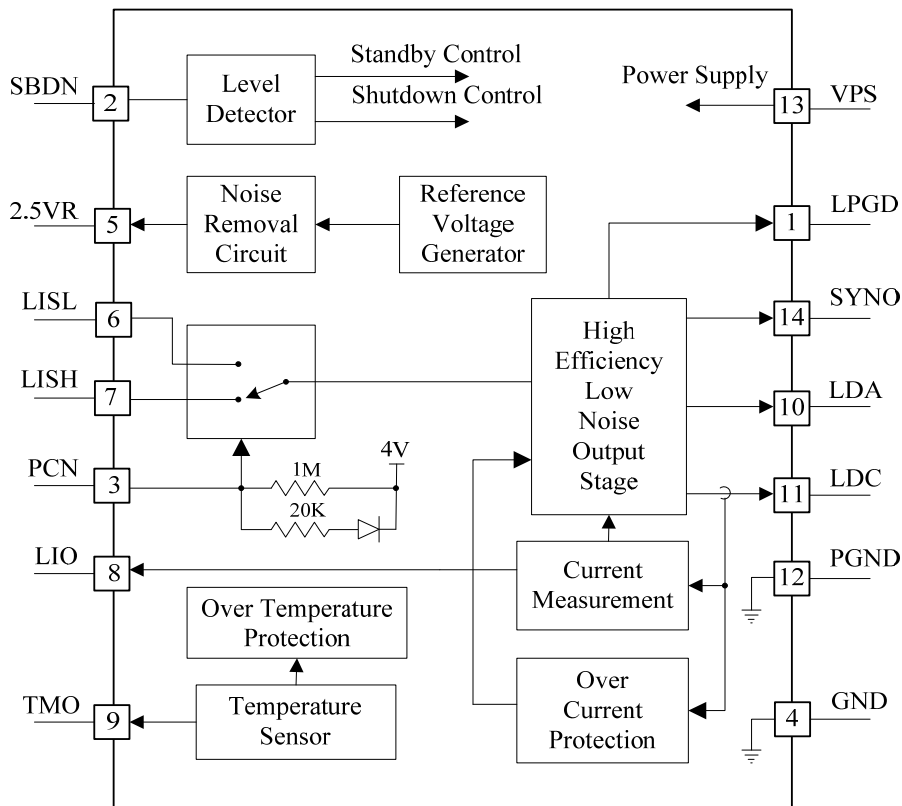 SBDN
2
Level
Detector
Standby Control
Shutdown Control
Power Supply
13
VPS
2.5VR
5
Noise
Removal
Circuit
Reference
Voltage
Generator
1
LPGD
LISL
6
14
SYNO
High
Efficiency
Low
Noise
Output
Stage
LISH
7
10
LDA
PCN
3
1M
4V
20K
11
LDC
LIO
8
Current
Measurement
12
PGND
Over Temperature
Protection
TMO
9
Temperature
Sensor
Over
Current
Protection
4
GND